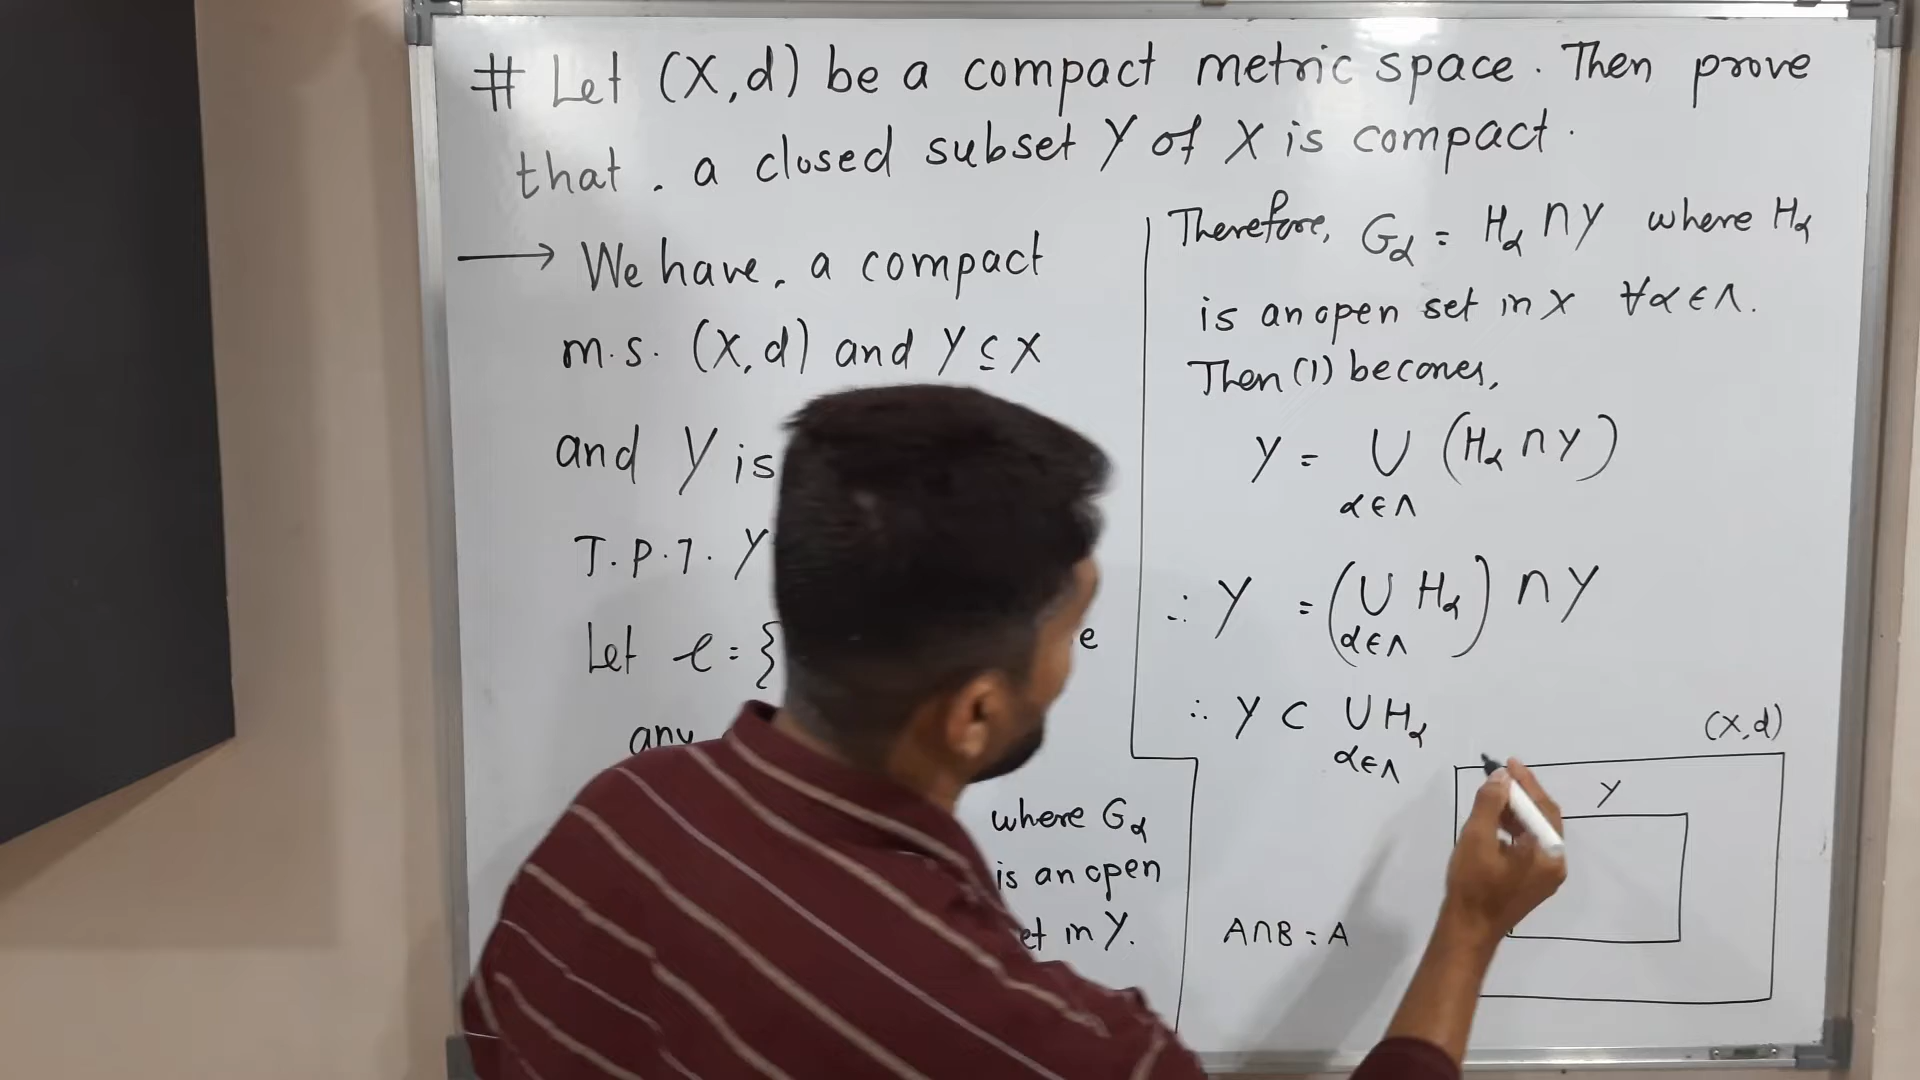 # Let (X,d) be a compact metric space. Then prove
that. a closed subset Y of X is compact.
→ We have, a compact
m.s. (X,d) and Y ⊆ X
and Y is
T.P.T. Y
Let ℓ = {
any
where Gα
is an open
et in Y.
Therefore, Gα = Hα ∩ Y where Hα
is an open set in X ∀α∈Λ.
Then (1) becomes,
Y = ∪ (Hα ∩ Y)
α∈Λ
∴ Y = (∪ Hα) ∩ Y
α∈Λ
∴ Y ⊂ ∪ Hα
α∈Λ
A∩B = A
(X,d)
Y